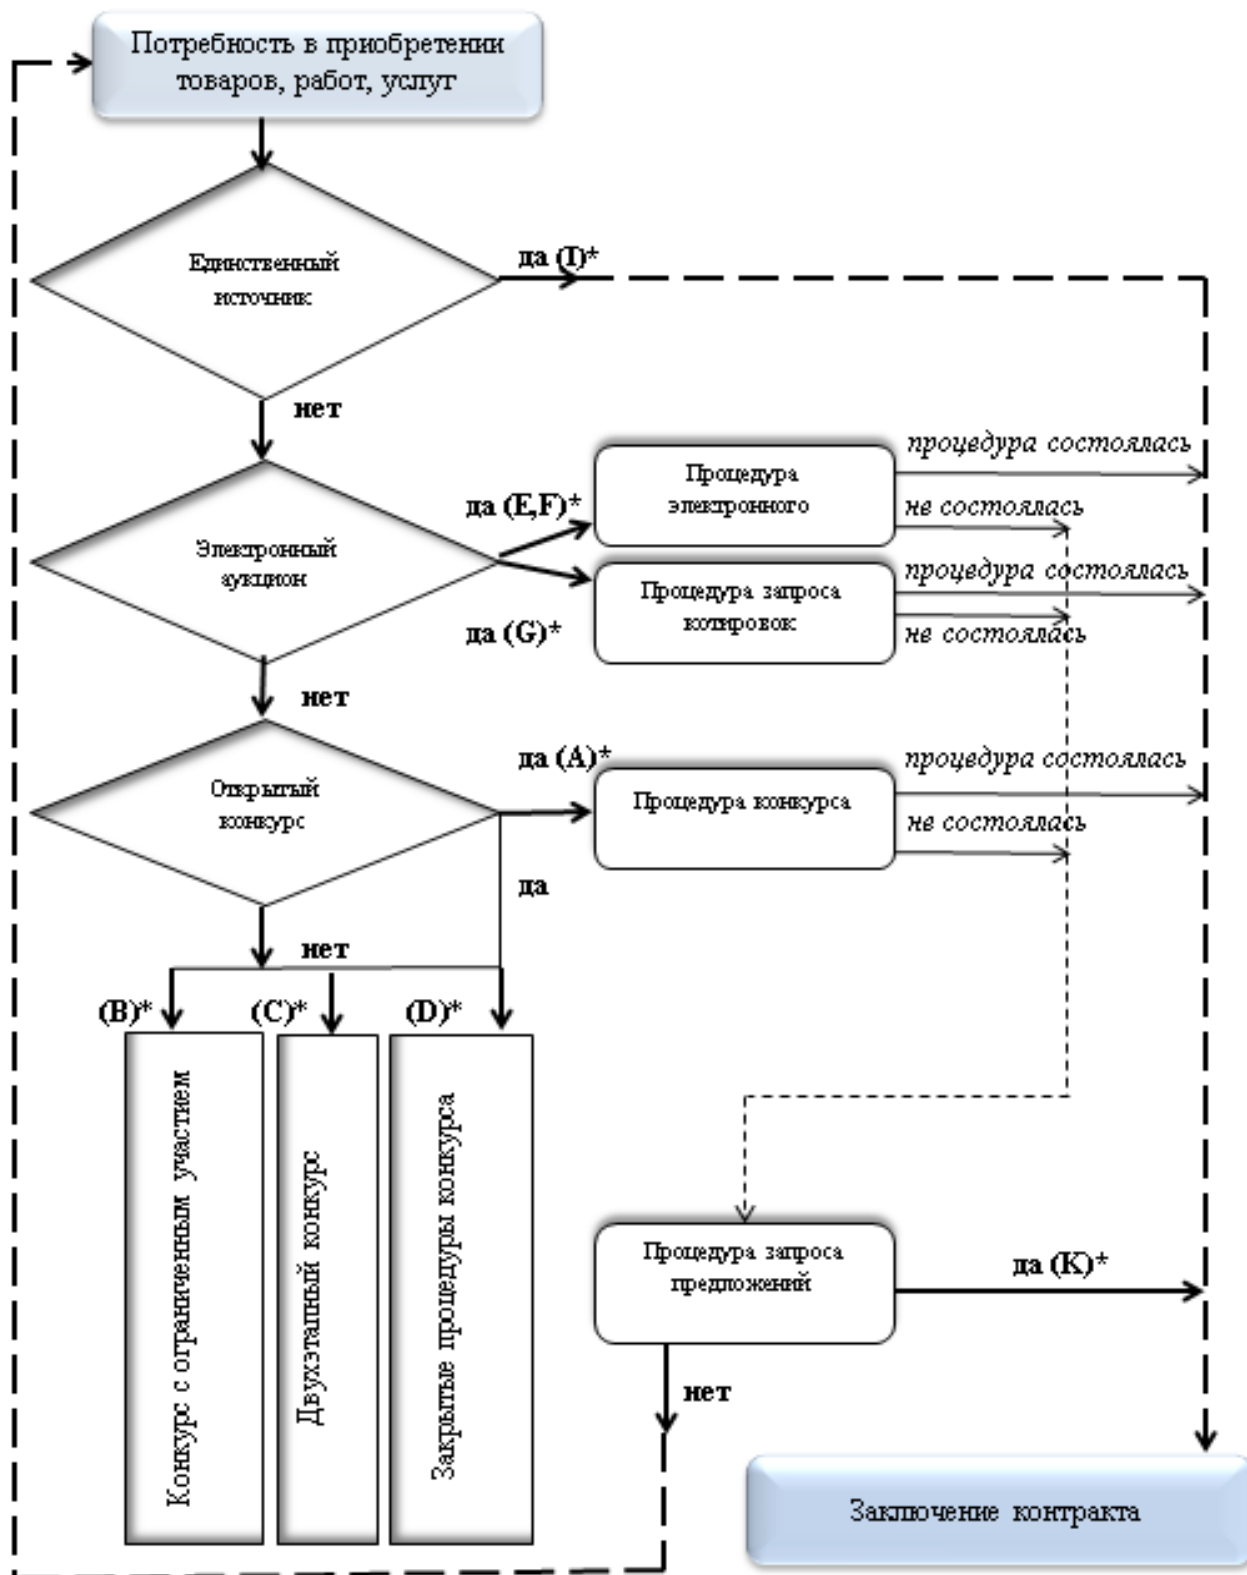 Потребность в приобретении
товаров, работ, услуг
Единственный
источник
да (I)*
нет
Электронный
аукцион
да (E,F)*
да (G)*
Процедура
электронного
процедура состоялась
не состоялась
Процедура запроса
котировок
процедура состоялась
не состоялась
нет
Открытый
конкурс
да (A)*
да
Процедура конкурса
процедура состоялась
не состоялась
нет
(B)*
(C)*
(D)*
Конкурс с ограниченным участием
Двухэтапный конкурс
Закрытые процедуры конкурса
Процедура запроса
предложений
да (K)*
нет
Заключение контракта